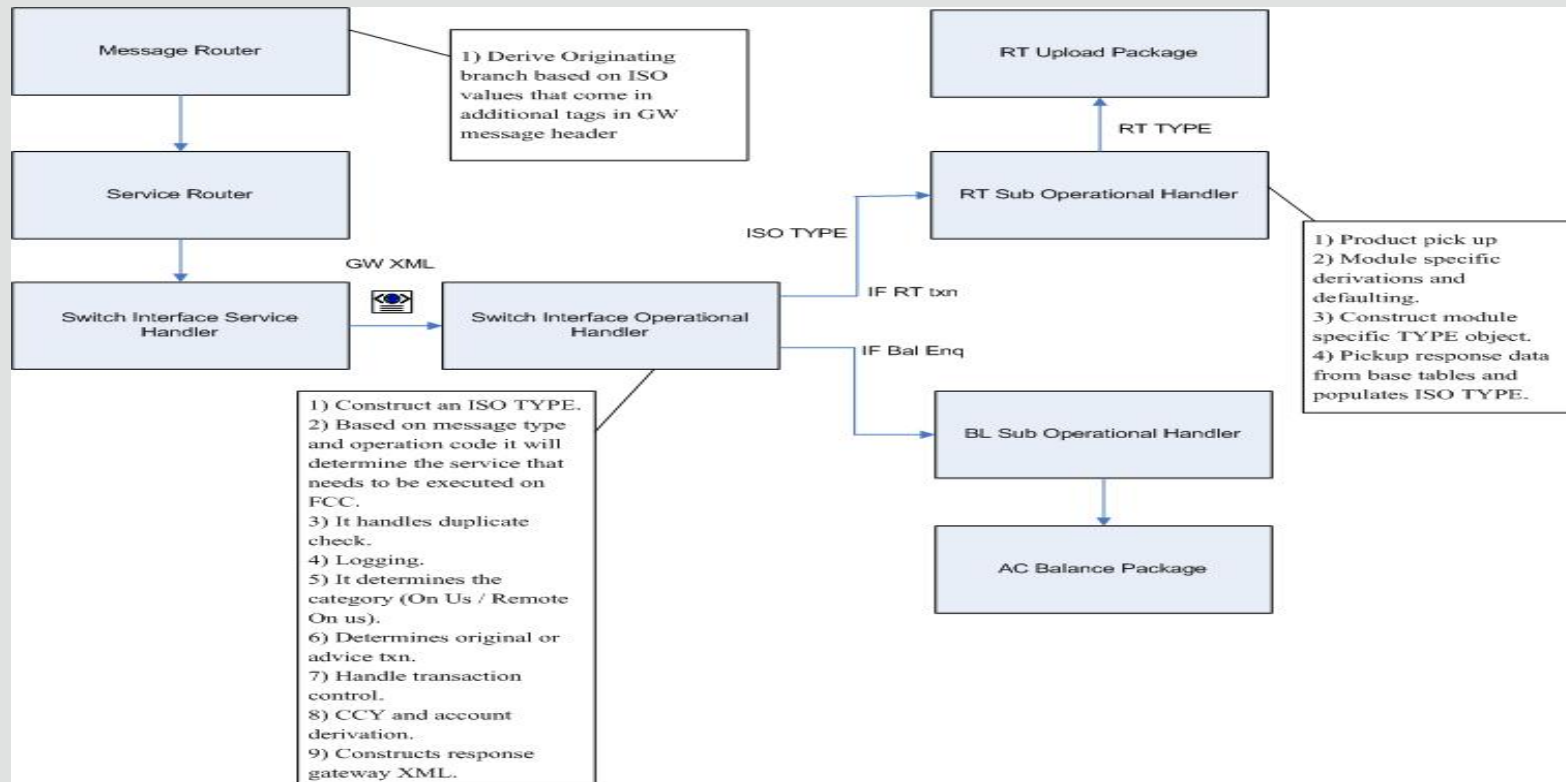 Message Router
1) Derive Originating
branch based on ISO
values that come in
additional tags in GW
message header
RT Upload Package
RT TYPE
Service Router
RT Sub Operational Handler
ISO TYPE
1) Product pick up
2) Module specific
derivations and
defaulting.
3) Construct module
specific TYPE object.
4) Pickup response data
from base tables and
populates ISO TYPE.
GW XML
Switch Interface Service
Handler
Switch Interface Operational
Handler
IF RT txn
IF Bal Enq
1) Construct an ISO TYPE.
2) Based on message type
and operation code it will
determine the service that
needs to be executed on
FCC.
3) It handles duplicate
check.
4) Logging.
5) It determines the
category (On Us / Remote
On us).
6) Determines original or
advice txn.
7) Handle transaction
control.
8) CCY and account
derivation.
9) Constructs response
gateway XML.
BL Sub Operational Handler
AC Balance Package